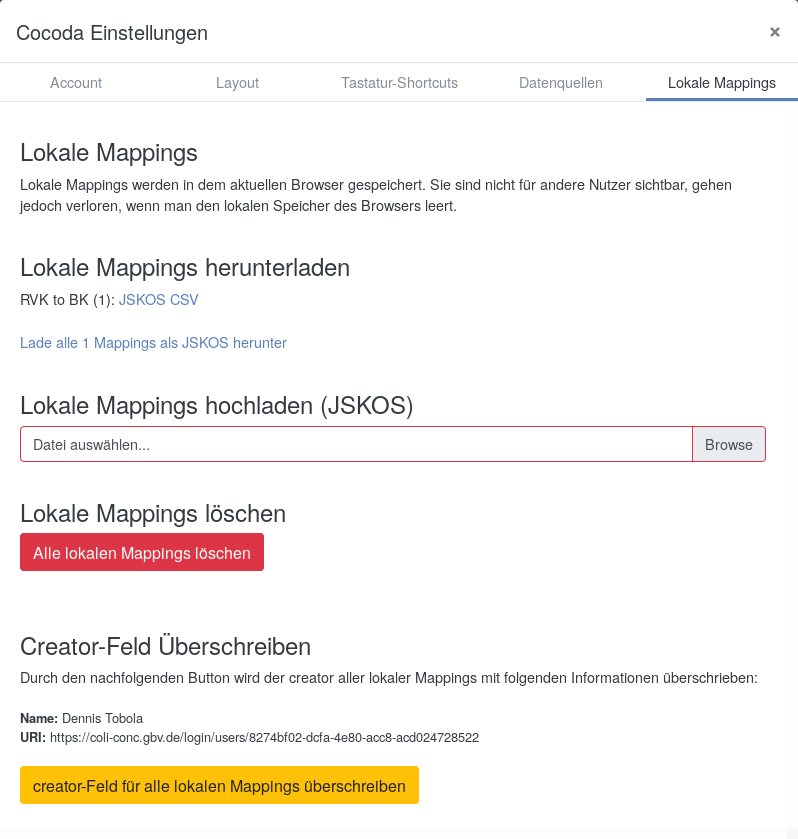 Cocoda Einstellungen
×
Account Layout Tastatur-Shortcuts Datenquellen Lokale Mappings
Lokale Mappings
Lokale Mappings werden in dem aktuellen Browser gespeichert. Sie sind nicht für andere Nutzer sichtbar, gehen
jedoch verloren, wenn man den lokalen Speicher des Browsers leert.
Lokale Mappings herunterladen
RVK to BK (1): JSKOS CSV
Lade alle 1 Mappings als JSKOS herunter
Lokale Mappings hochladen (JSKOS)
Datei auswählen... Browse
Lokale Mappings löschen
Alle lokalen Mappings löschen
Creator-Feld Überschreiben
Durch den nachfolgenden Button wird der creator aller lokaler Mappings mit folgenden Informationen überschrieben:
Name: Dennis Tobola
URI: https://coli-conc.gbv.de/login/users/8274bf02-dcfa-4e80-acc8-acd024728522
creator-Feld für alle lokalen Mappings überschreiben